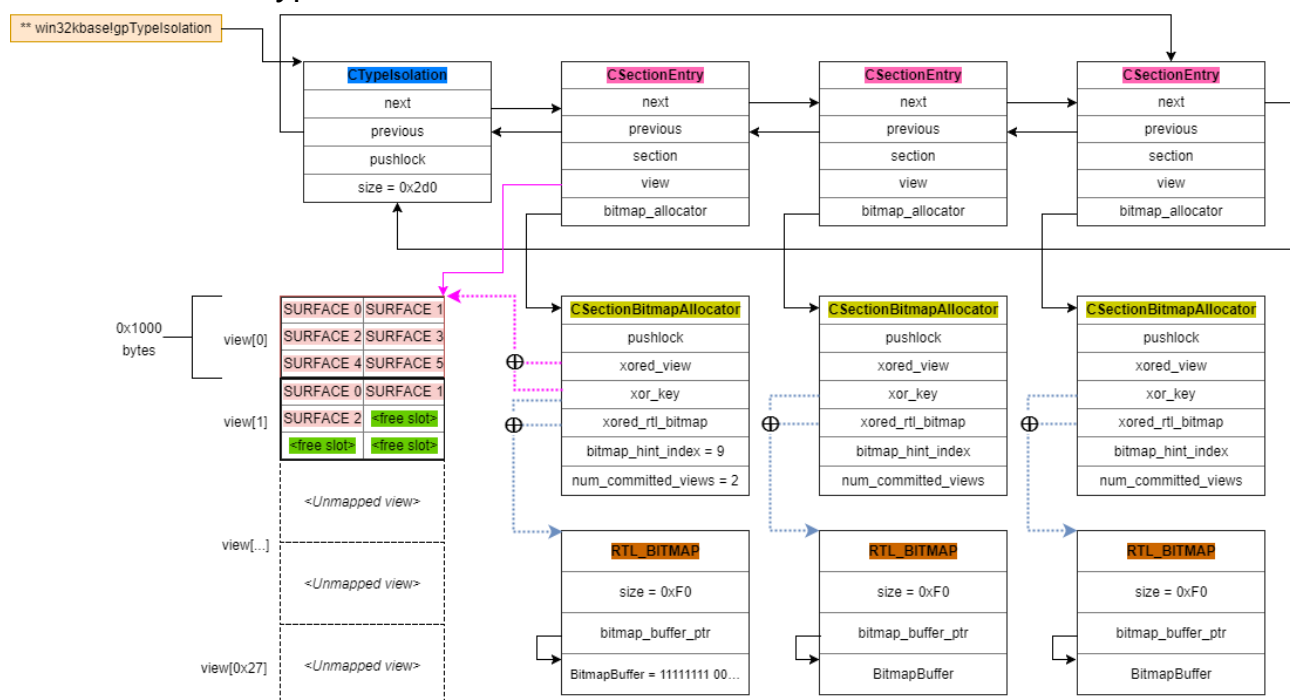 ** win32kbase!gpTypeIsolation
CTypeIsolation
next
previous
pushlock
size = 0x2d0
CSectionEntry
next
previous
section
view
bitmap_allocator
CSectionEntry
next
previous
section
view
bitmap_allocator
CSectionEntry
next
previous
section
view
bitmap_allocator
0x1000
bytes
view[0]
SURFACE 0 SURFACE 1
SURFACE 2 SURFACE 3
SURFACE 4 SURFACE 5
view[1]
SURFACE 0 SURFACE 1
SURFACE 2 <free slot>
<free slot> <free slot>
<Unmapped view>
view[...]
<Unmapped view>
view[0x27]
<Unmapped view>
CSectionBitmapAllocator
pushlock
xored_view
xor_key
xored_rtl_bitmap
bitmap_hint_index = 9
num_committed_views = 2
CSectionBitmapAllocator
pushlock
xored_view
xor_key
xored_rtl_bitmap
bitmap_hint_index
num_committed_views
CSectionBitmapAllocator
pushlock
xored_view
xor_key
xored_rtl_bitmap
bitmap_hint_index
num_committed_views
RTL_BITMAP
size = 0xF0
bitmap_buffer_ptr
BitmapBuffer = 11111111 00...
RTL_BITMAP
size = 0xF0
bitmap_buffer_ptr
BitmapBuffer
RTL_BITMAP
size = 0xF0
bitmap_buffer_ptr
BitmapBuffer